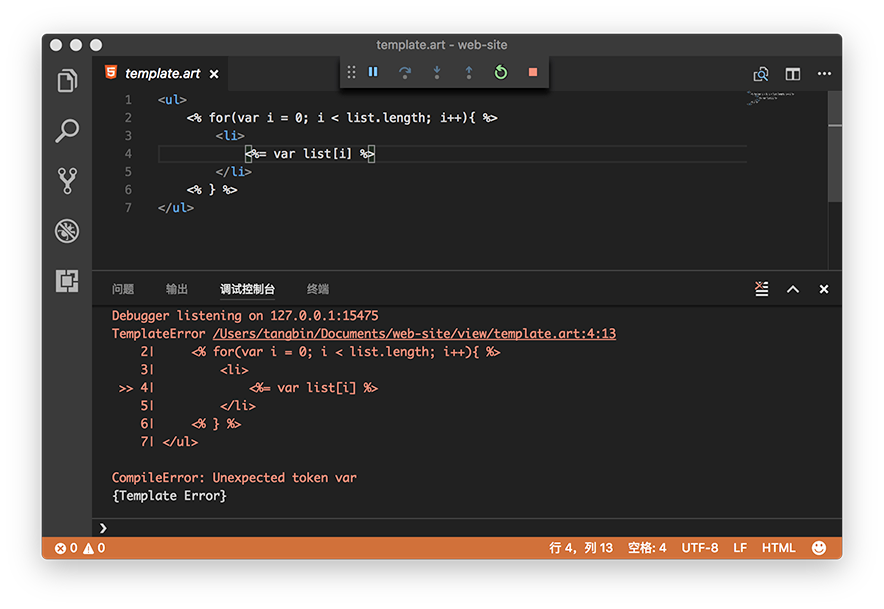 template.art - web-site
template.art
1 <ul>
2 <% for(var i = 0; i < list.length; i++){ %>
3 <li>
4 <%= var list[i] %>
5 </li>
6 <% } %>
7 </ul>
问题 输出 调试控制台 终端
Debugger listening on 127.0.0.1:15475
TemplateError /Users/tangbin/Documents/web-site/view/template.art:4:13
2| <% for(var i = 0; i < list.length; i++){ %>
3| <li>
>> 4| <%= var list[i] %>
5| </li>
6| <% } %>
7| </ul>
CompileError: Unexpected token var
{Template Error}
0 0 行 4，列 13 空格: 4 UTF-8 LF HTML